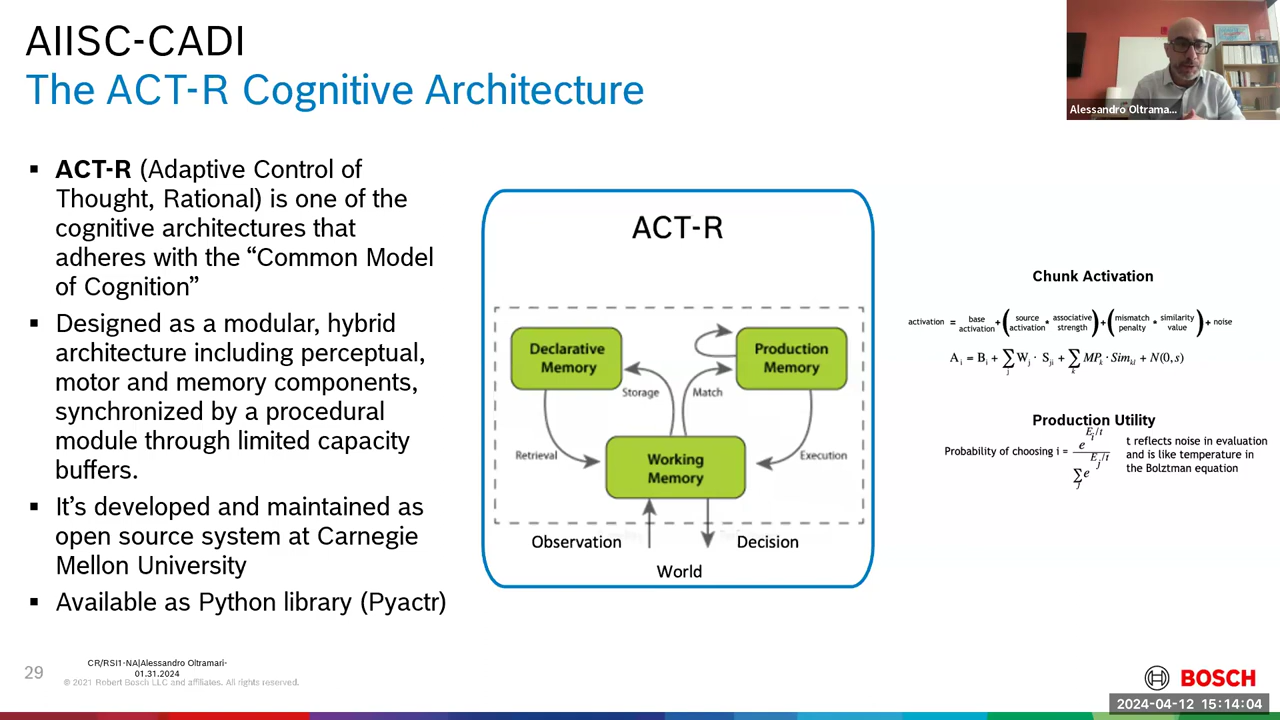 AIISC-CADI
The ACT-R Cognitive Architecture
Alessandro Oltrama...
▪ ACT-R (Adaptive Control of
Thought, Rational) is one of the
cognitive architectures that
adheres with the “Common Model
of Cognition”
▪ Designed as a modular, hybrid
architecture including perceptual,
motor and memory components,
synchronized by a procedural
module through limited capacity
buffers.
▪ It’s developed and maintained as
open source system at Carnegie
Mellon University
▪ Available as Python library (Pyactr)
ACT-R
Declarative
Memory
Production
Memory
Storage
Match
Retrieval
Working
Memory
Execution
Observation
Decision
World
Chunk Activation
activation = base activation + (source activation * associative strength) + (mismatch penalty * similarity value) + noise
A i = B i + ∑ j W j · S ji + ∑ k MP k · Sim kl + N(0, s)
Production Utility
Probability of choosing i = e^(E i /t) / ∑ j e^(E j /t)
t reflects noise in evaluation
and is like temperature in
the Bolztman equation
29
CR/RSI1-NA|Alessandro Oltramari-
01.31.2024
© 2021 Robert Bosch LLC and affiliates. All rights reserved.
BOSCH
2024-04-12 15:14:04